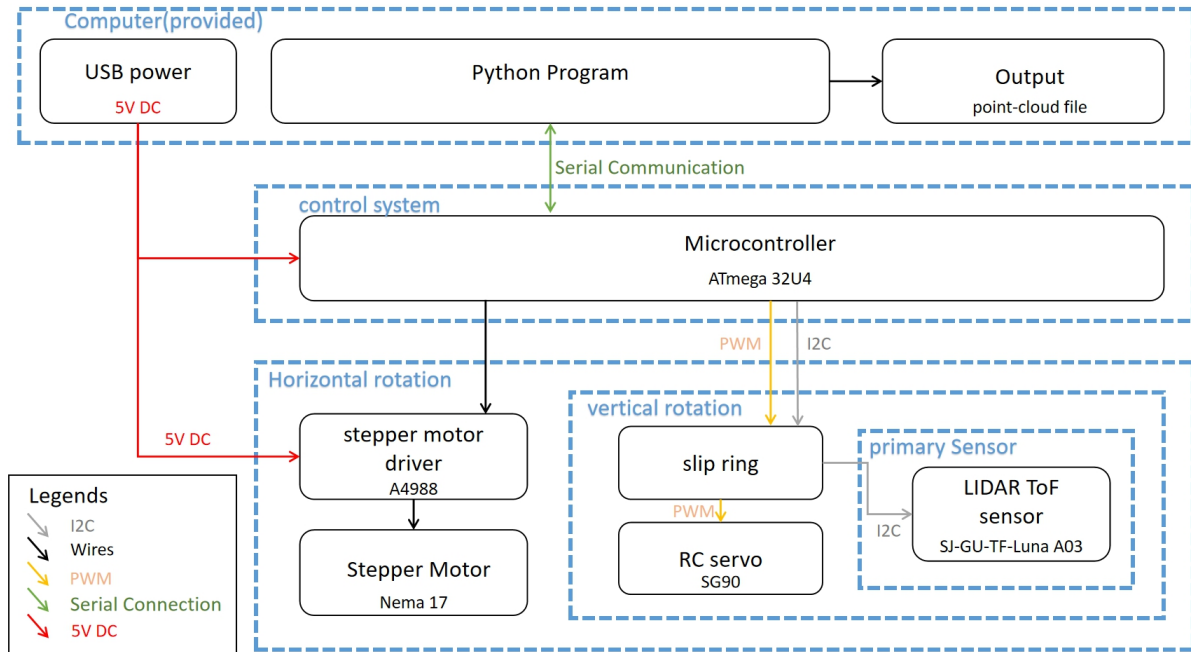 Computer(provided)
USB power
5V DC
Python Program
Output
point-cloud file
Serial Communication
control system
Microcontroller
ATmega 32U4
PWM
I2C
Horizontal rotation
vertical rotation
5V DC
stepper motor
driver
A4988
slip ring
primary Sensor
LIDAR ToF
sensor
SJ-GU-TF-Luna A03
I2C
PWM
RC servo
SG90
Stepper Motor
Nema 17
Legends
I2C
Wires
PWM
Serial Connection
5V DC